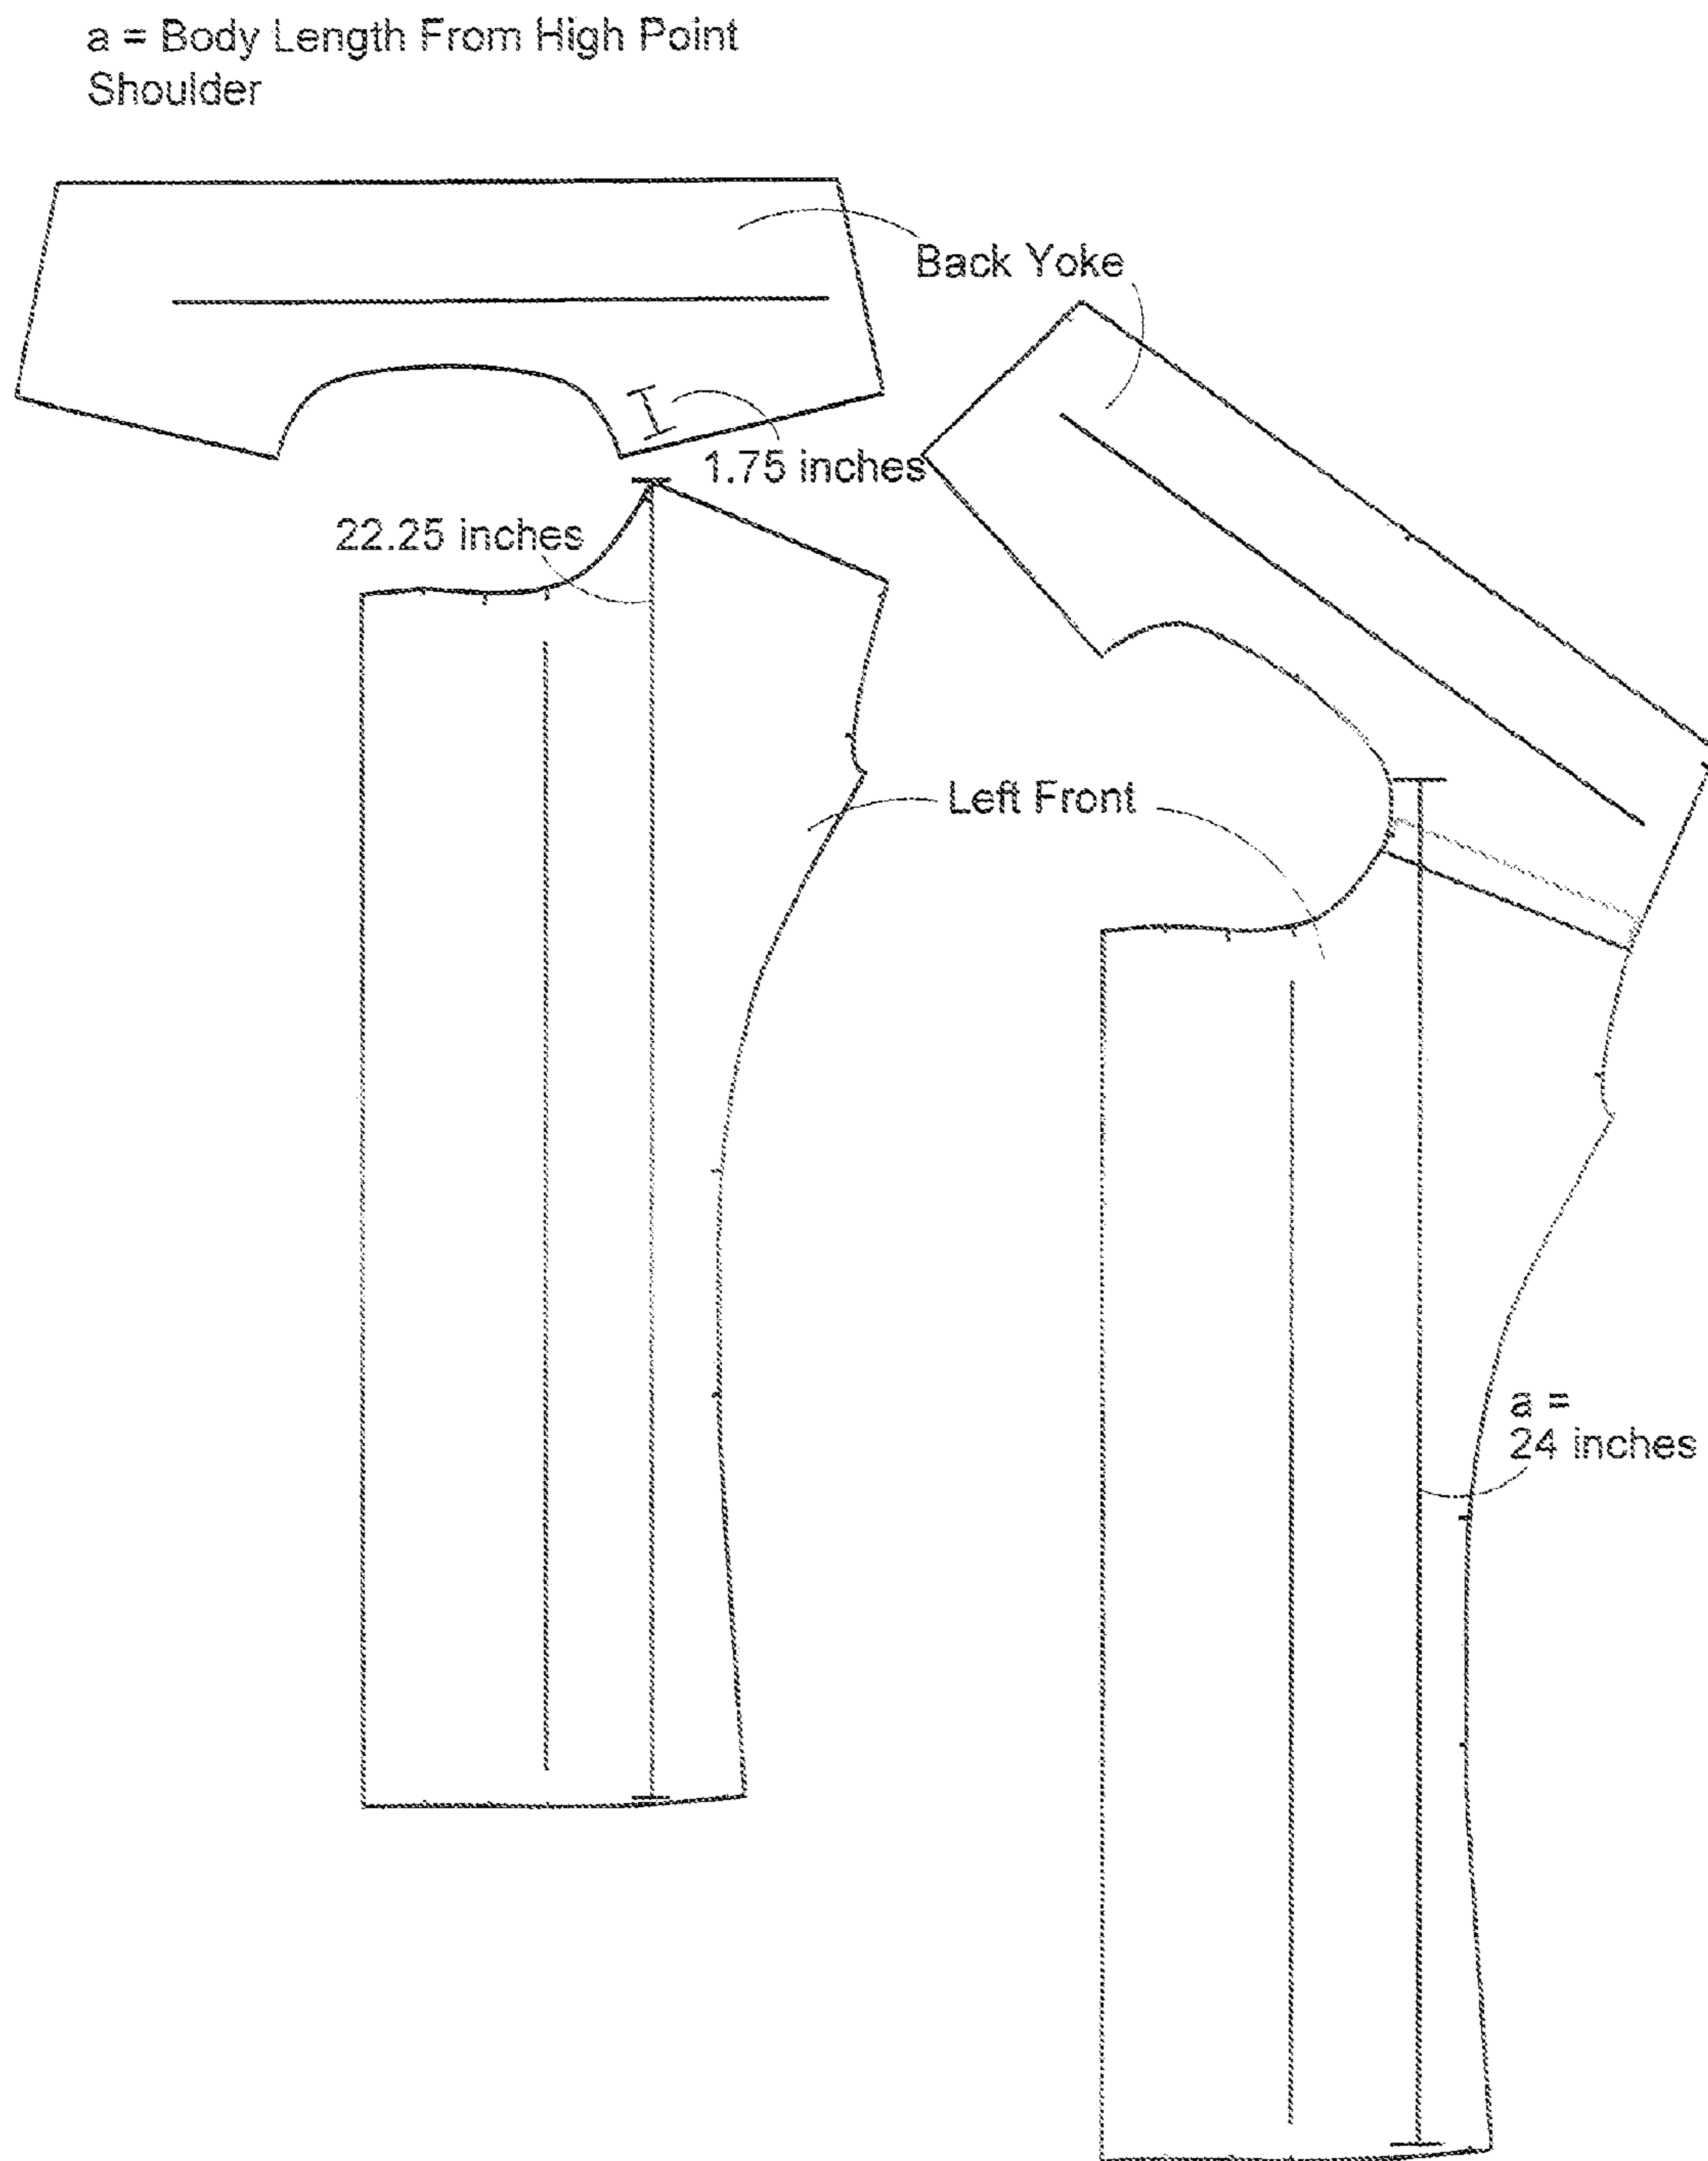 a = Body Length From High Point
Shoulder
Back Yoke
1.75 inches
22.25 inches
Left Front
a =
24 inches